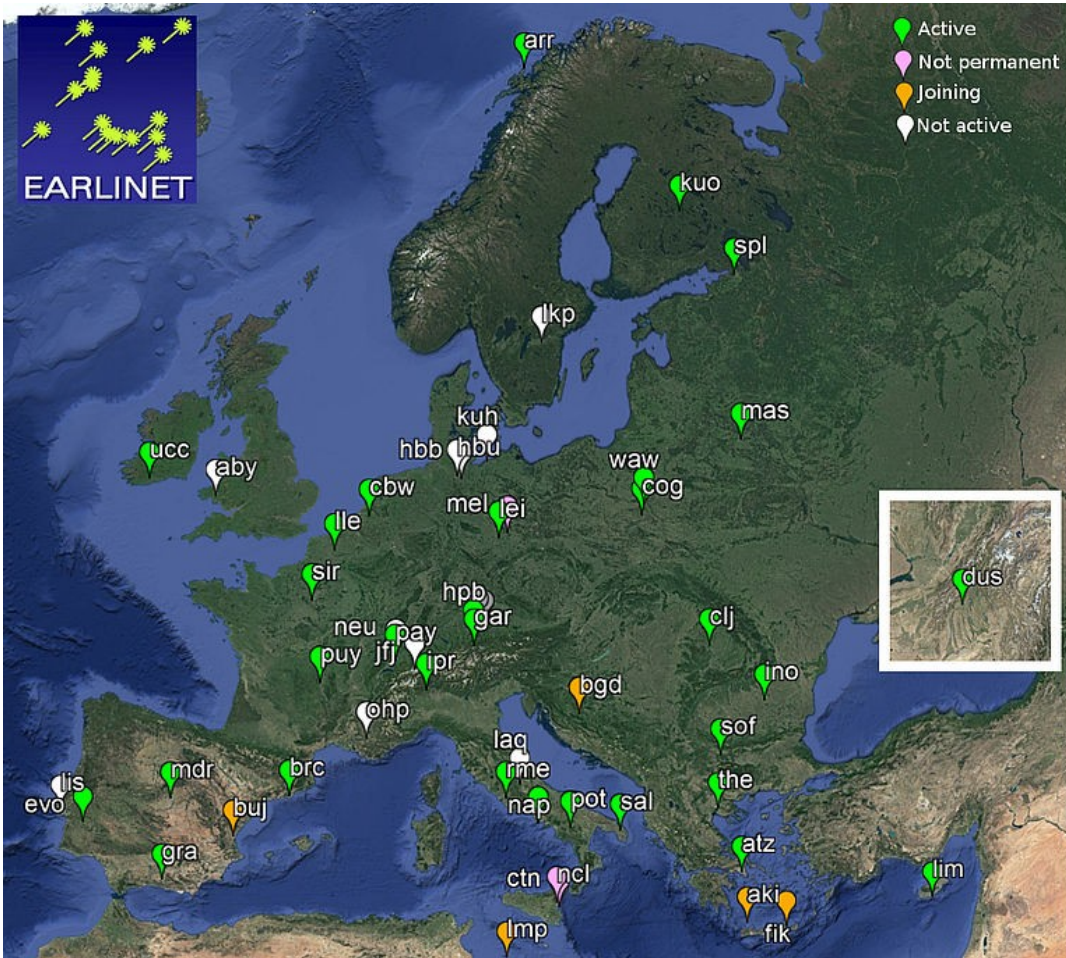 EARLINET
Active
Not permanent
Joining
Not active
arr
kuo
spl
lkp
mas
kuh
hbb
hbu
ucc
aby
waw
cog
cbw
mel
lei
lle
sir
dus
hpb
gar
neu
pay
jfj
ipr
puy
clj
ino
bgd
ohp
sof
laq
rme
lis
evo
mdr
brc
buj
nap
pot
sal
the
gra
atz
ctn
ncl
lim
aki
fik
lmp